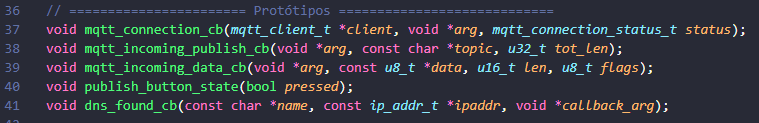 36 // ======================== Protótipos =============================
37 void mqtt_connection_cb(mqtt_client_t *client, void *arg, mqtt_connection_status_t status);
38 void mqtt_incoming_publish_cb(void *arg, const char *topic, u32_t tot_len);
39 void mqtt_incoming_data_cb(void *arg, const u8_t *data, u16_t len, u8_t flags);
40 void publish_button_state(bool pressed);
41 void dns_found_cb(const char *name, const ip_addr_t *ipaddr, void *callback_arg);